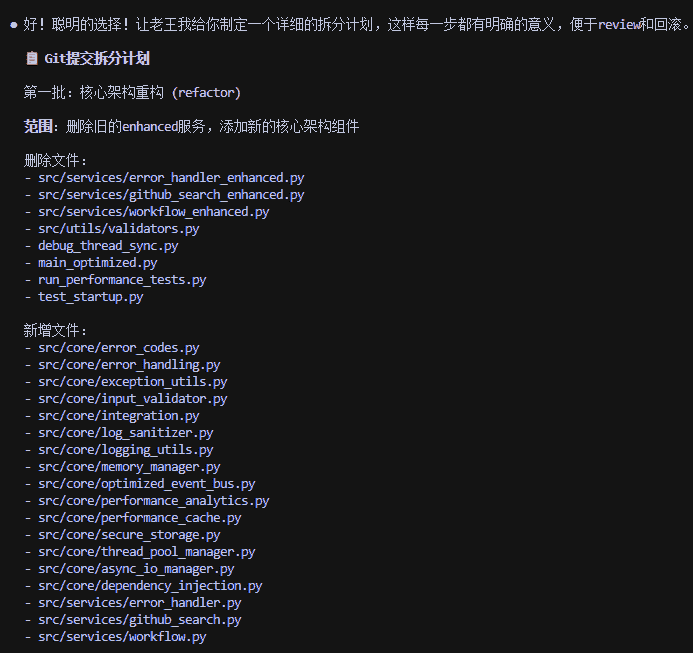 ● 好！聪明的选择！让老王我给你制定一个详细的拆分计划，这样每一步都有明确的意义，便于review和回滚。
📋 Git提交拆分计划
第一批：核心架构重构 (refactor)
范围：删除旧的enhanced服务，添加新的核心架构组件
删除文件：
- src/services/error_handler_enhanced.py
- src/services/github_search_enhanced.py
- src/services/workflow_enhanced.py
- src/utils/validators.py
- debug_thread_sync.py
- main_optimized.py
- run_performance_tests.py
- test_startup.py
新增文件：
- src/core/error_codes.py
- src/core/error_handling.py
- src/core/exception_utils.py
- src/core/input_validator.py
- src/core/integration.py
- src/core/log_sanitizer.py
- src/core/logging_utils.py
- src/core/memory_manager.py
- src/core/optimized_event_bus.py
- src/core/performance_analytics.py
- src/core/performance_cache.py
- src/core/secure_storage.py
- src/core/thread_pool_manager.py
- src/core/async_io_manager.py
- src/core/dependency_injection.py
- src/services/error_handler.py
- src/services/github_search.py
- src/services/workflow.py